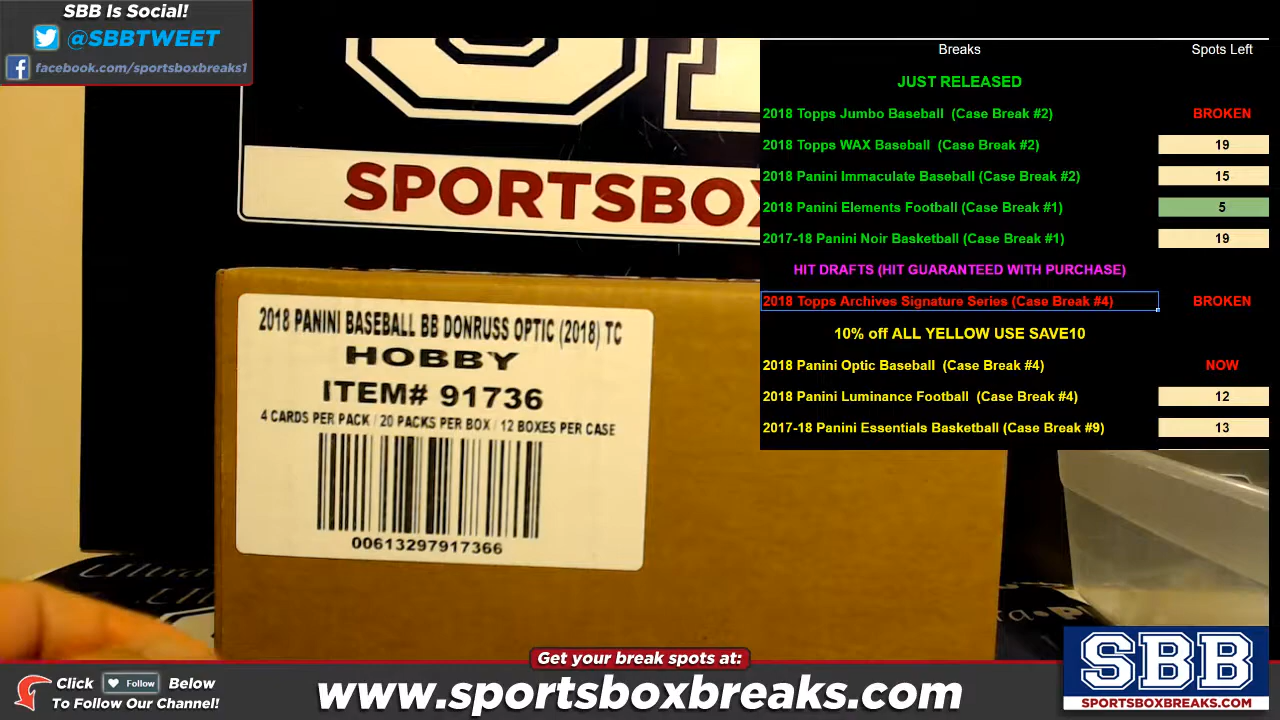 SBB Is Social!
@SBBTWEET
facebook.com/sportsboxbreaks1
SPORTSBO
Breaks Spots Left
JUST RELEASED
2018 Topps Jumbo Baseball (Case Break #2) BROKEN
2018 Topps WAX Baseball (Case Break #2) 19
2018 Panini Immaculate Baseball (Case Break #2) 15
2018 Panini Elements Football (Case Break #1) 5
2017-18 Panini Noir Basketball (Case Break #1) 19
HIT DRAFTS (HIT GUARANTEED WITH PURCHASE)
2018 Topps Archives Signature Series (Case Break #4) BROKEN
10% off ALL YELLOW USE SAVE10
2018 Panini Optic Baseball (Case Break #4) NOW
2018 Panini Luminance Football (Case Break #4) 12
2017-18 Panini Essentials Basketball (Case Break #9) 13
2018 PANINI BASEBALL BB DONRUSS OPTIC (2018) TC
HOBBY
ITEM# 91736
4 CARDS PER PACK / 20 PACKS PER BOX / 12 BOXES PER CASE
00613297917366
Get your break spots at:
Click Follow Below
To Follow Our Channel!
www.sportsboxbreaks.com
SBB
SPORTSBOXBREAKS.COM